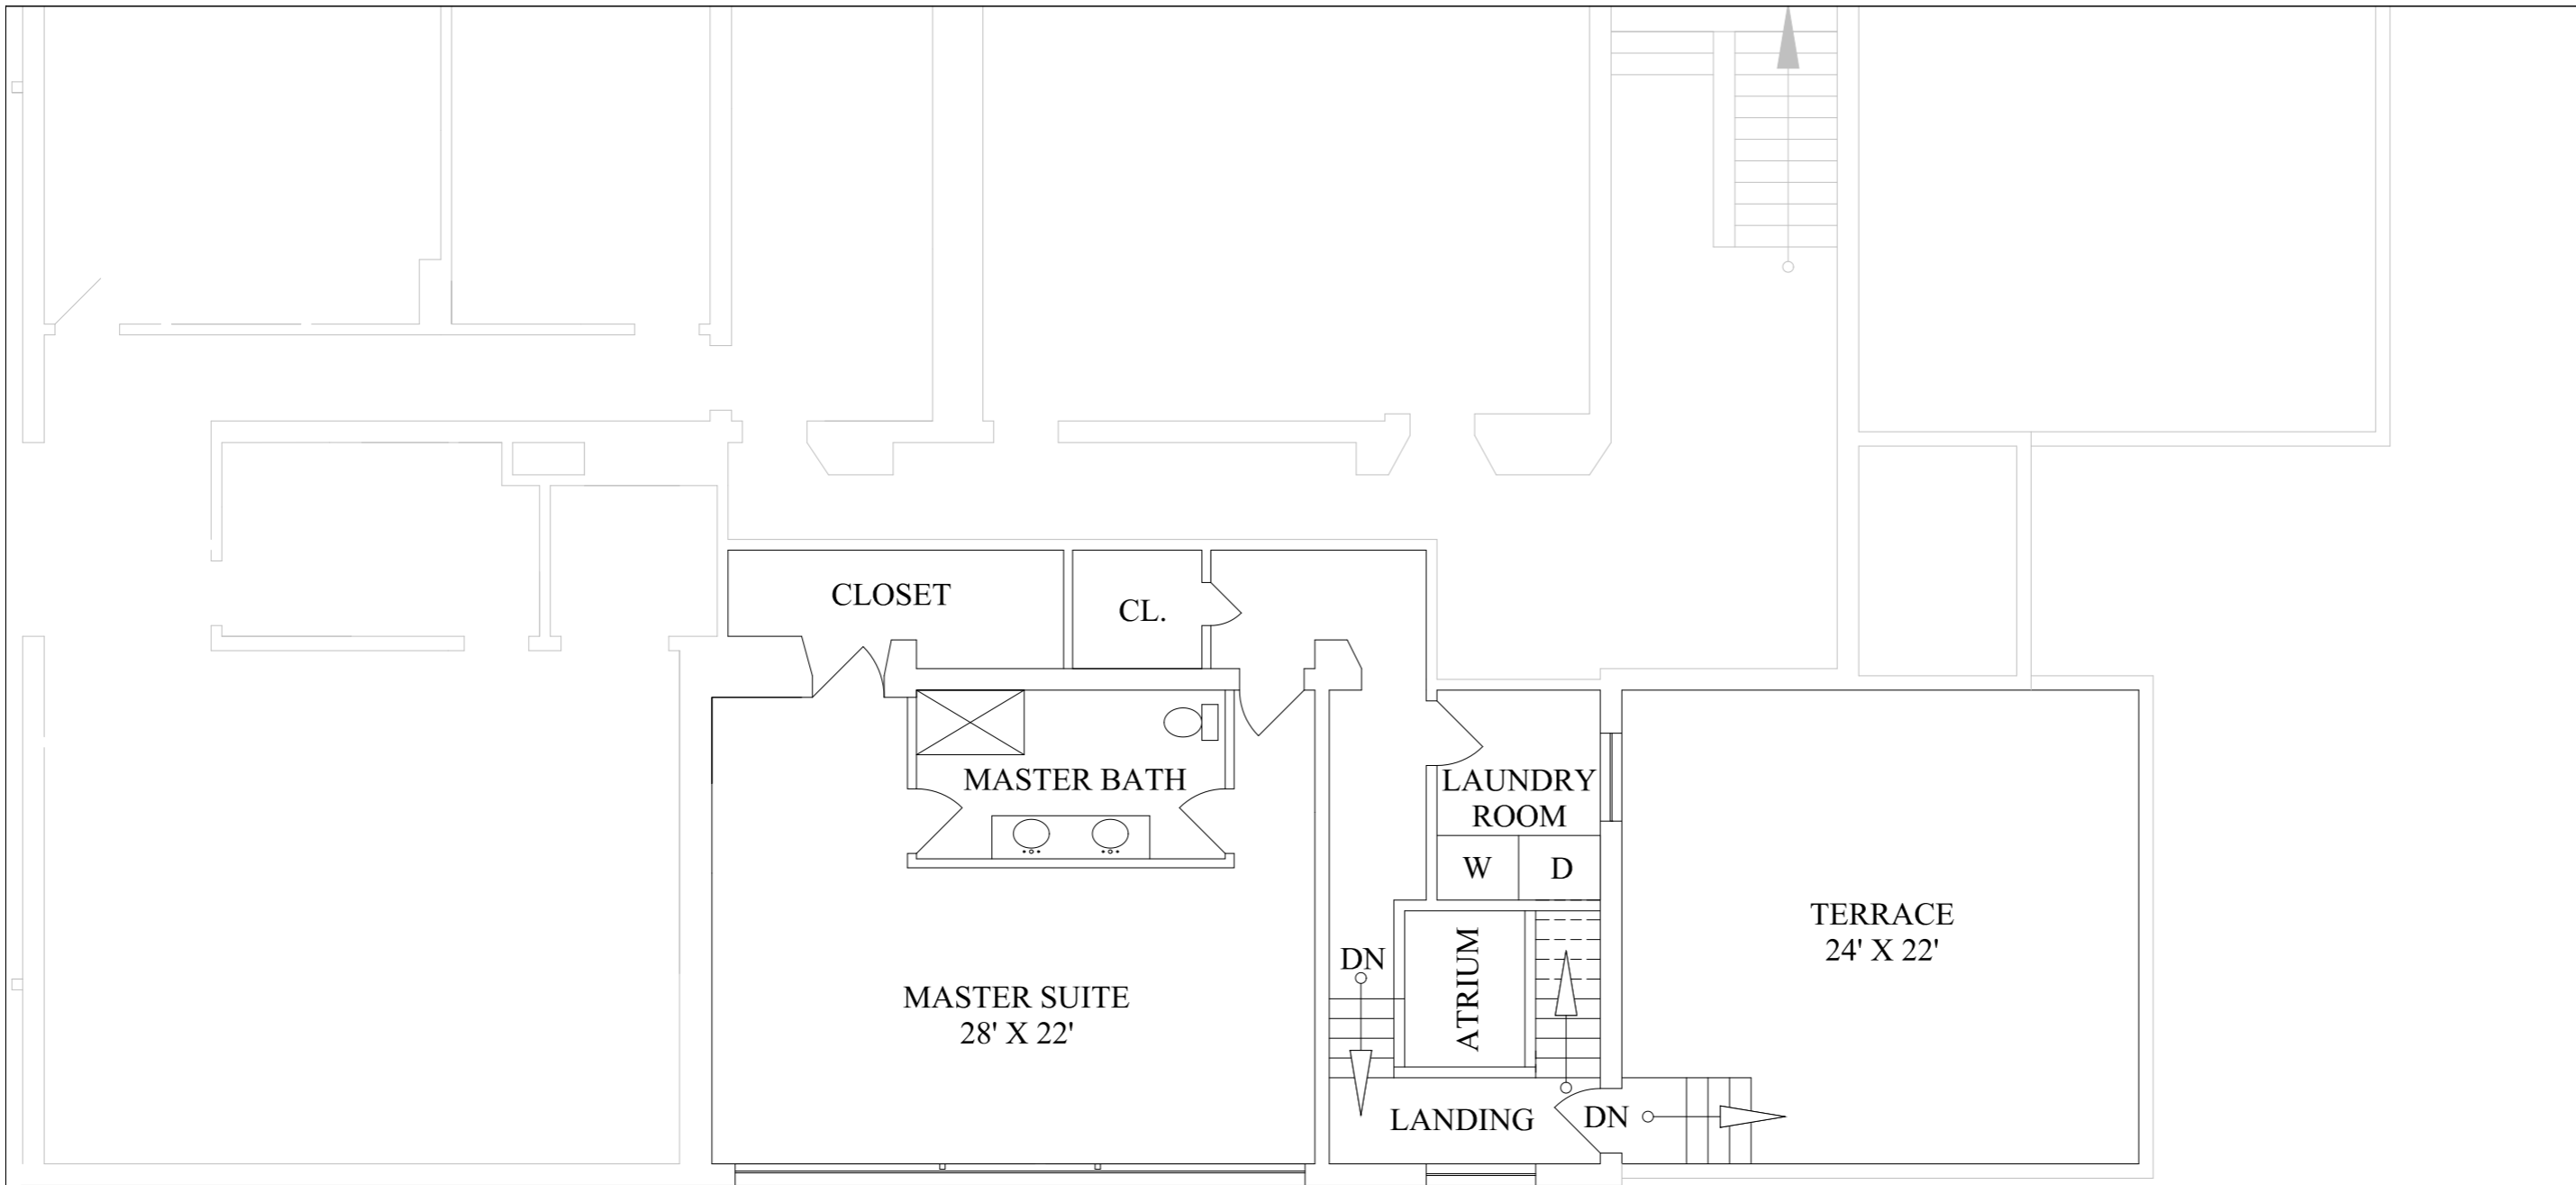 CLOSET
CL.
MASTER BATH
LAUNDRY
ROOM
W
D
TERRACE
24' X 22'
DN
ATRIUM
MASTER SUITE
28' X 22'
LANDING
DN